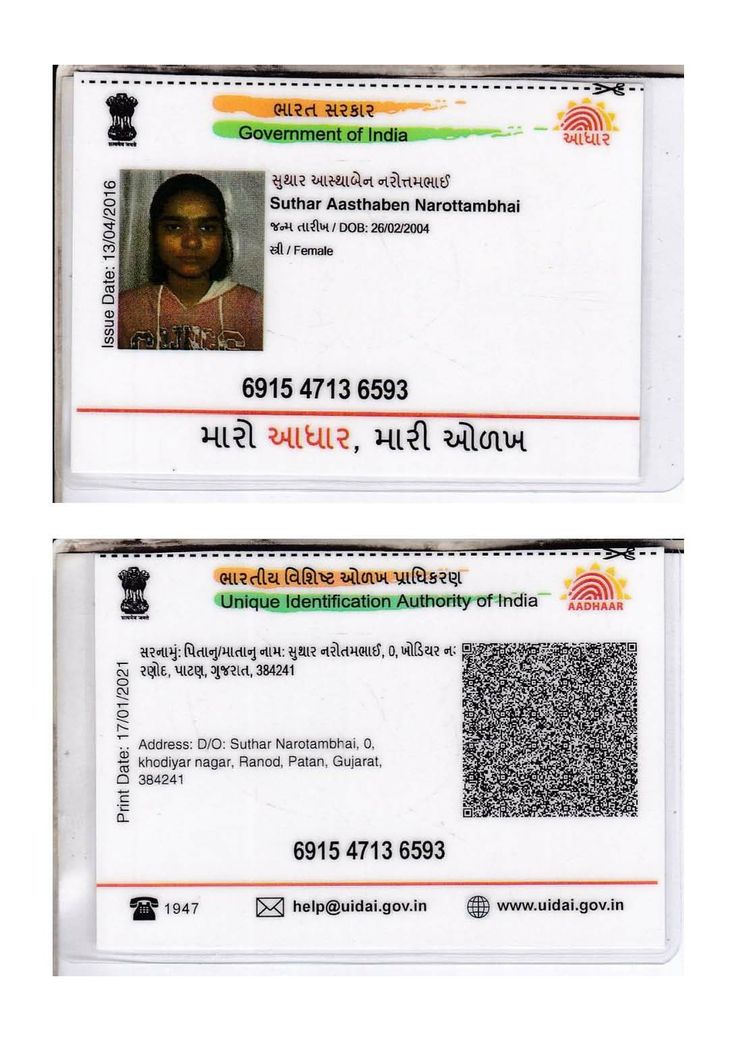 ભારત સરકાર
Government of India
આધાર
સુથાર આસ્થાબેન નરોત્તમભાઈ
Suthar Aasthaben Narottambhai
જન્મ તારીખ / DOB: 26/02/2004
સ્ત્રી / Female
Issue Date: 13/04/2016
6915 4713 6593
મારો આધાર, મારી ઓળખ
ભારતીય વિશિષ્ટ ઓળખ પ્રાધિકરણ
Unique Identification Authority of India
AADHAAR
સરનામું: પિતાનુ/માતાનુ નામ: સુથાર નરોતમભાઈ, 0, ખોડિયર
રણોદ, પાટણ, ગુજરાત, 384241
Print Date: 17/01/2021
Address: D/O: Suthar Narotambhai, 0,
khodiyar nagar, Ranod, Patan, Gujarat,
384241
6915 4713 6593
1947
help@uidai.gov.in
www.uidai.gov.in